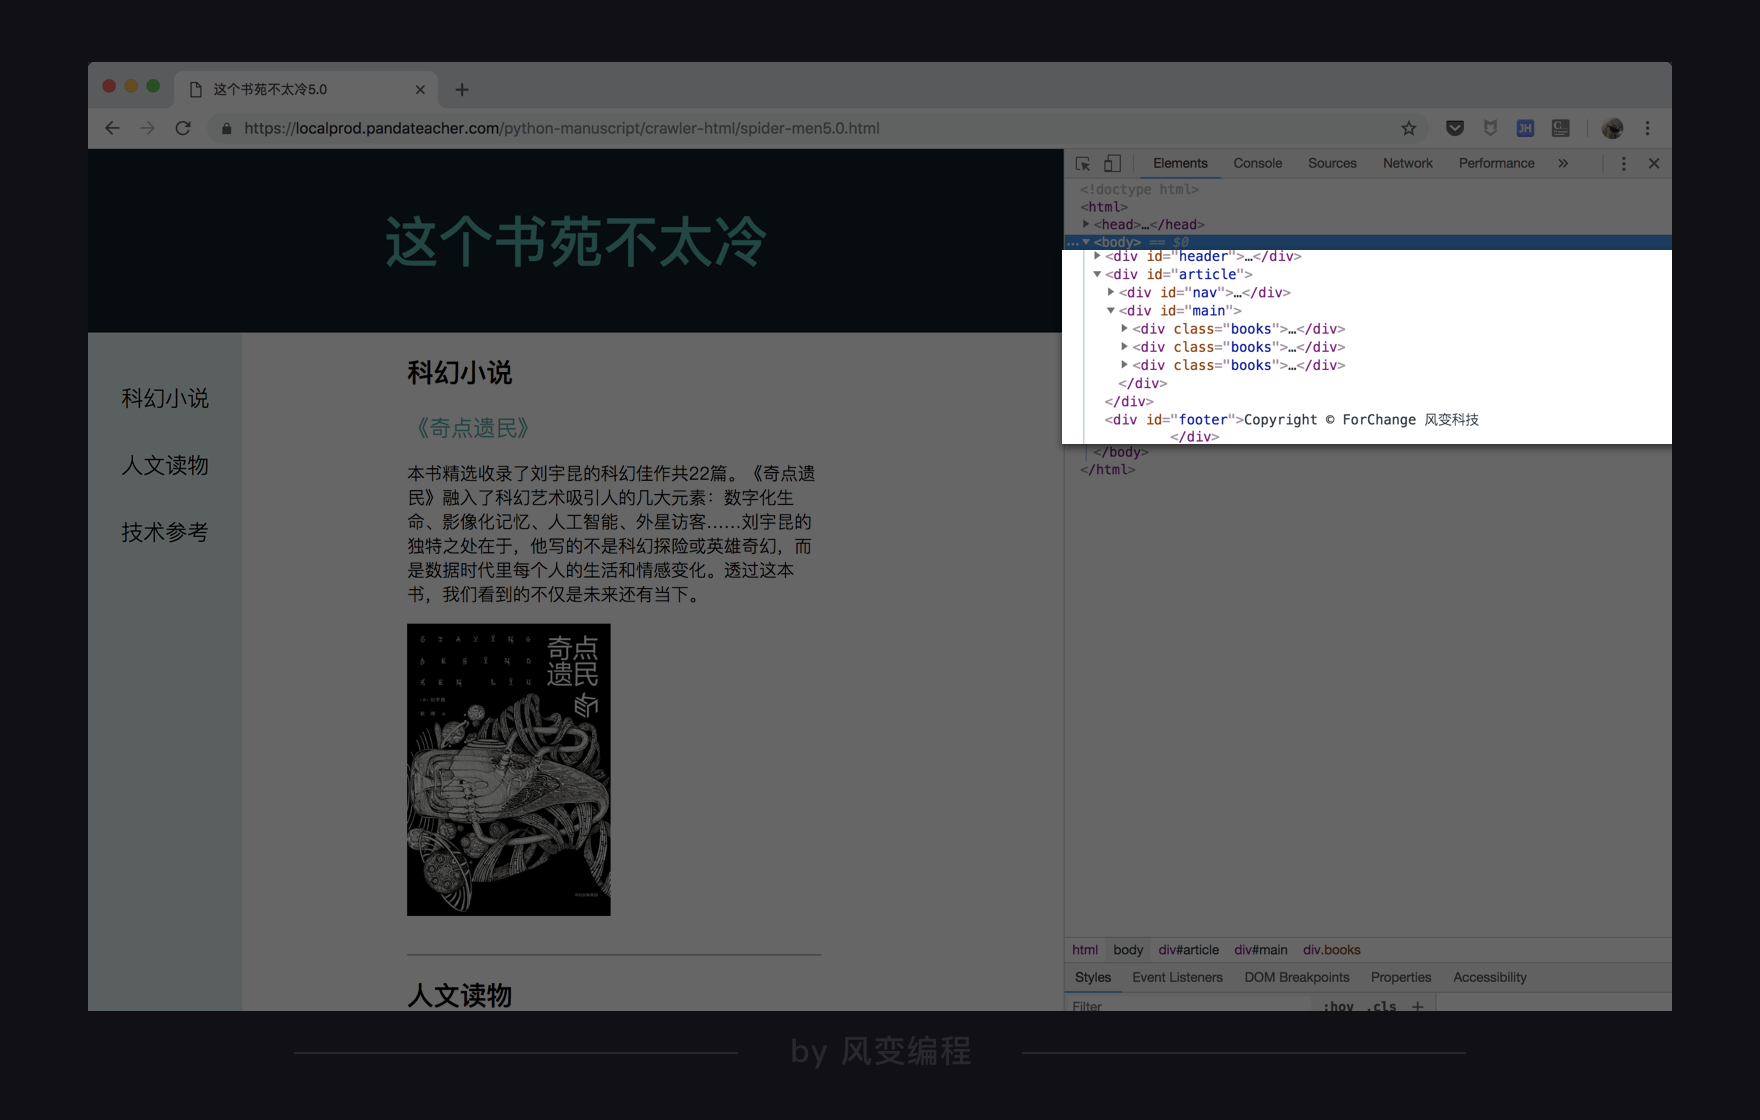 这个书苑不太冷5.0
https://localprod.pandateacher.com/python-manuscript/crawler-html/spider-men5.0.html
JH
这个书苑不太冷
科幻小说
人文读物
技术参考
科幻小说
《奇点遗民》
本书精选收录了刘宇昆的科幻佳作共22篇。《奇点遗
民》融入了科幻艺术吸引人的几大元素：数字化生
命、影像化记忆、人工智能、外星访客……刘宇昆的
独特之处在于，他写的不是科幻探险或英雄奇幻，而
是数据时代里每个人的生活和情感变化。透过这本
书，我们看到的不仅是未来还有当下。
奇点
遗民
人文读物
Elements Console Sources Network Performance »
<!doctype html>
<html>
<head>…</head>
…<body> == $0
<div id="header">…</div>
<div id="article">
<div id="nav">…</div>
<div id="main">
<div class="books">…</div>
<div class="books">…</div>
<div class="books">…</div>
</div>
</div>
<div id="footer">Copyright © ForChange 风变科技
</div>
</body>
</html>
html body div#article div#main div.books
Styles Event Listeners DOM Breakpoints Properties Accessibility
Filter :hov .cls +
by 风变编程